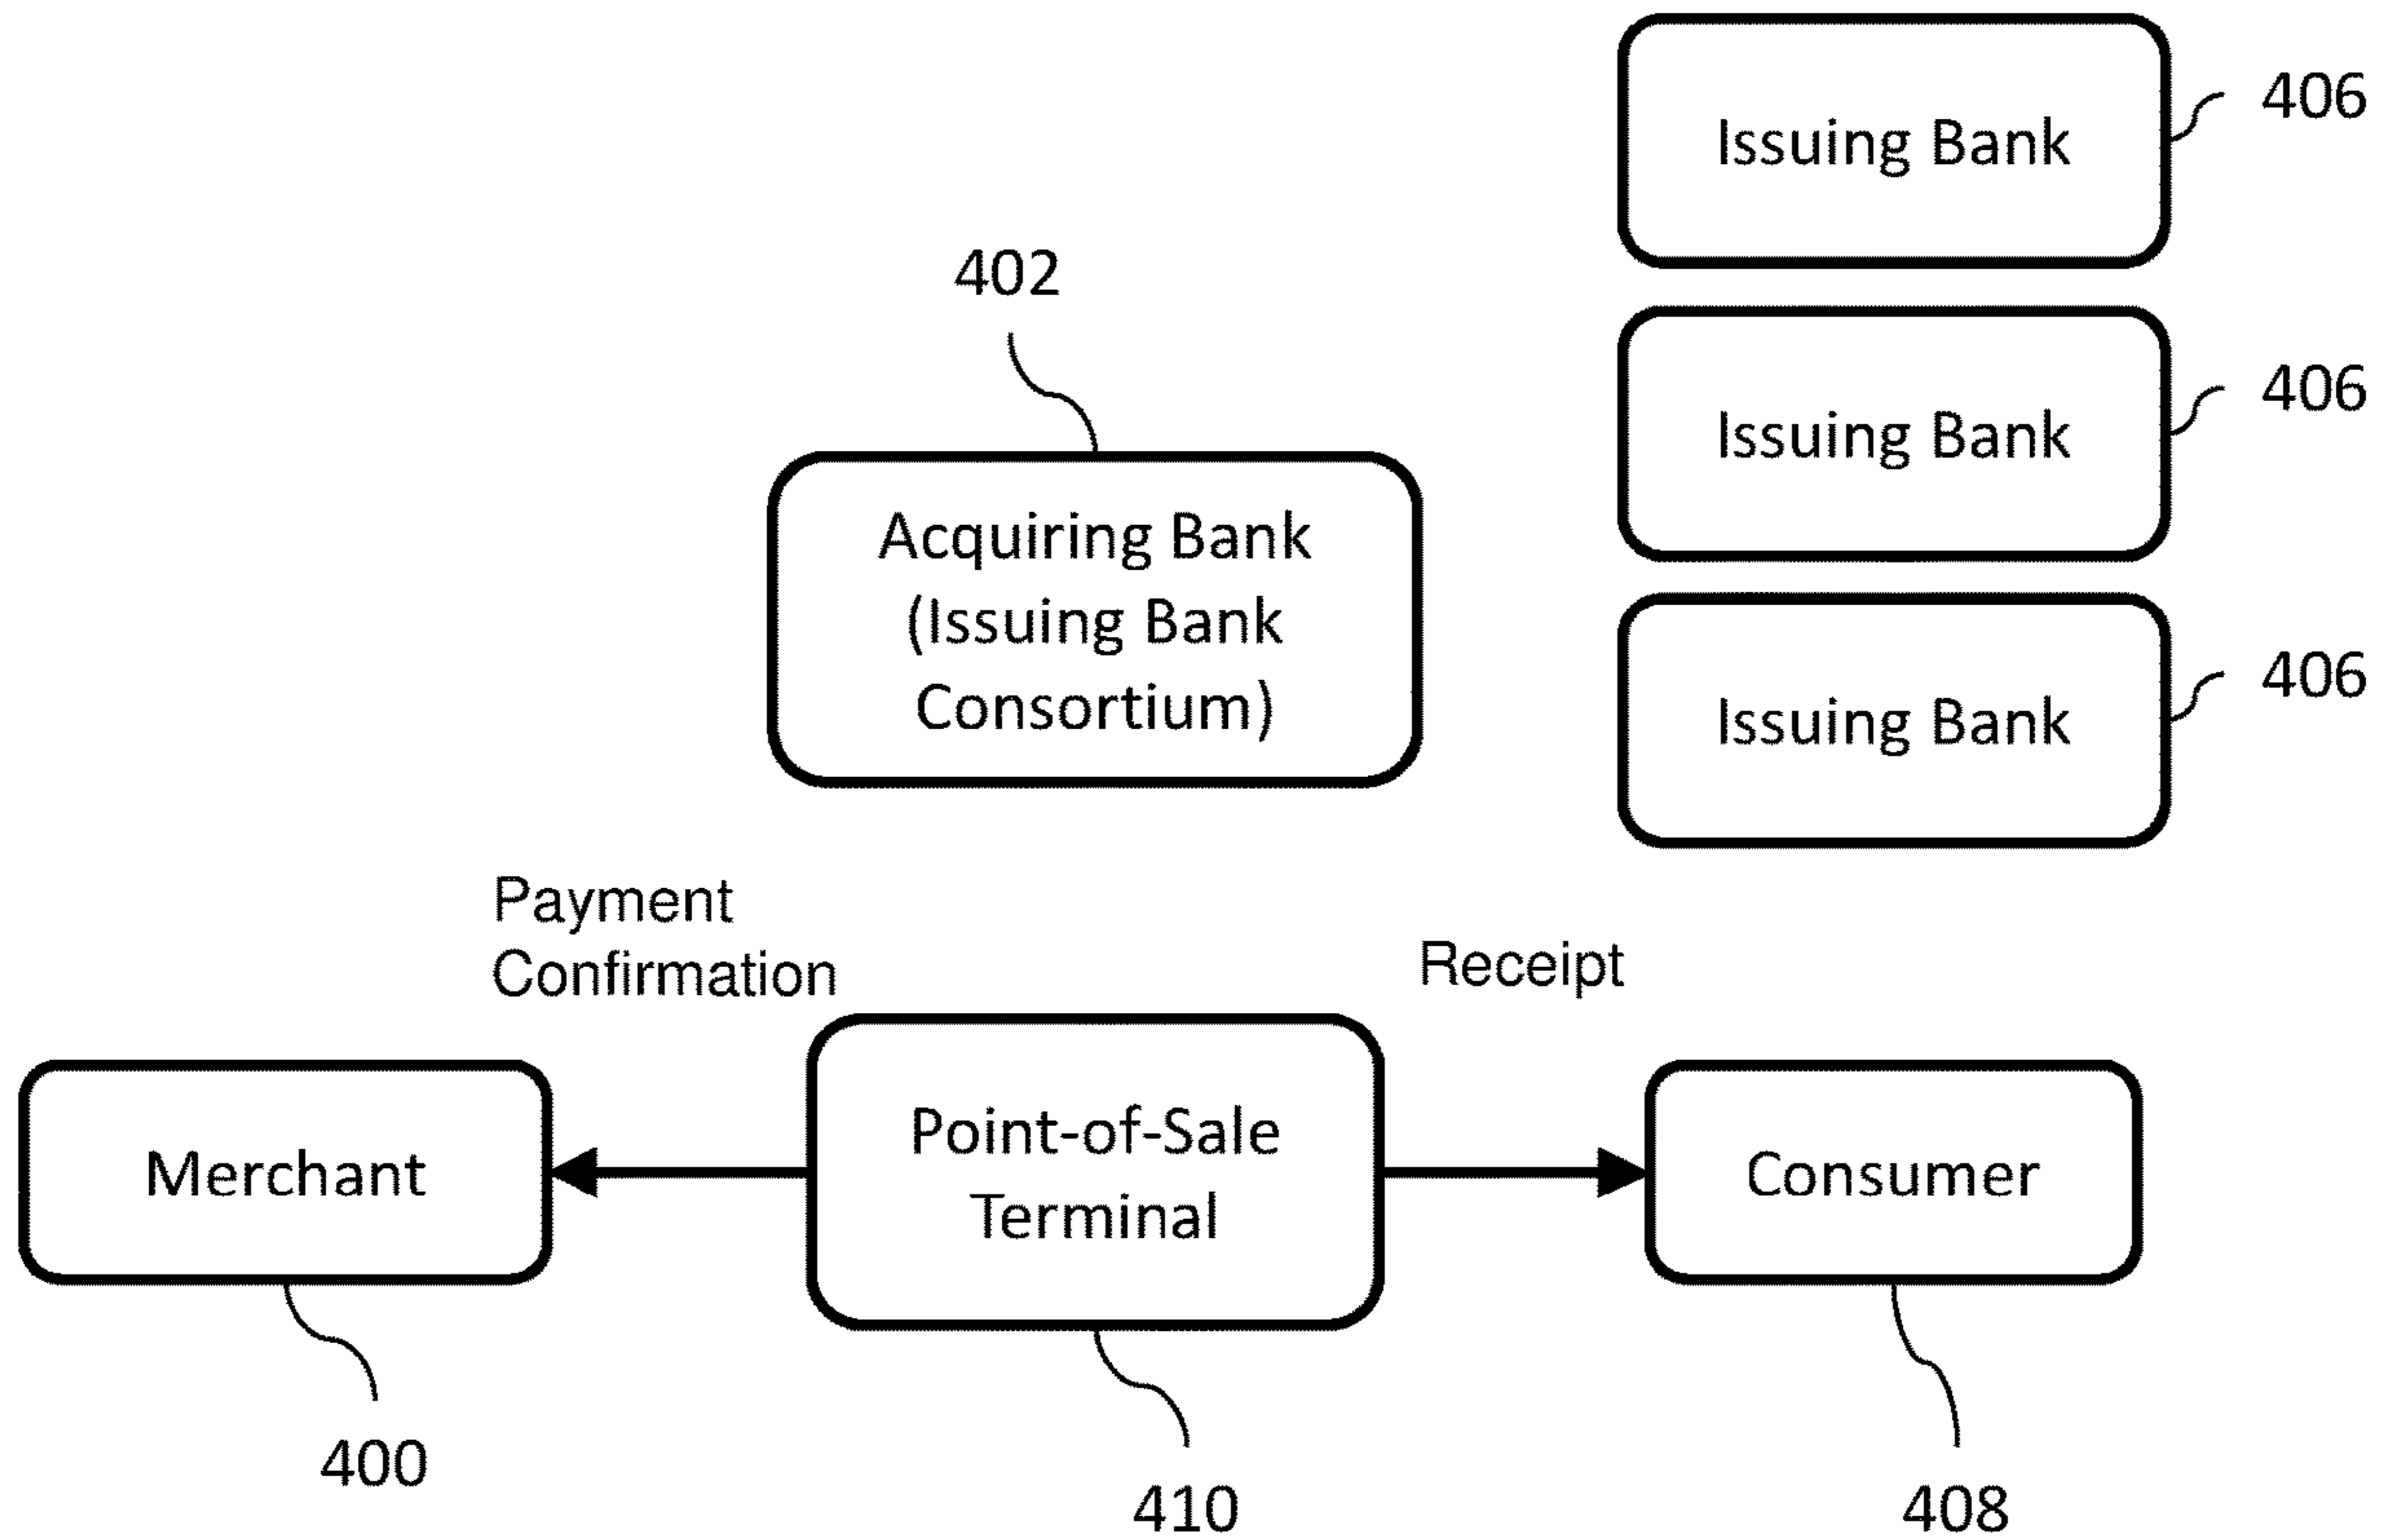 Issuing Bank
406
402
Issuing Bank
406
Acquiring Bank
(Issuing Bank
Consortium)
Issuing Bank
406
Payment
Confirmation
Receipt
Merchant
Point-of-Sale
Terminal
Consumer
400
410
408